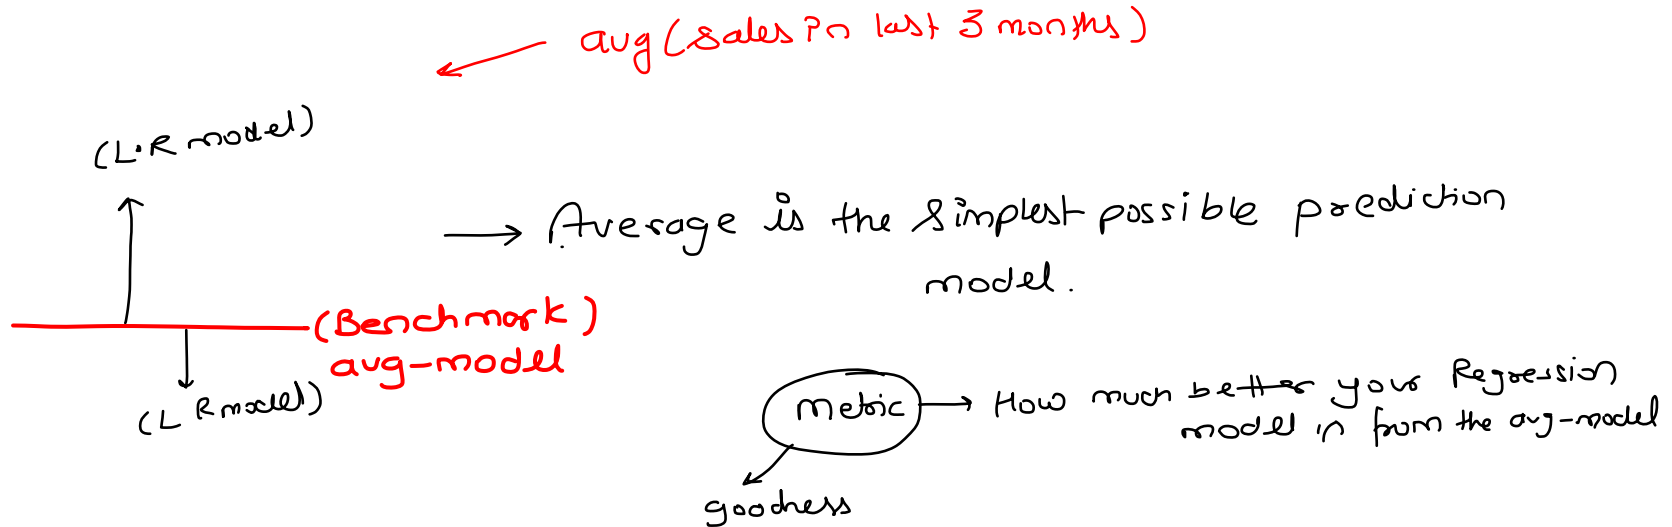 avg (sales in last 3 months)
(L.R model)
Average is the simplest possible prediction
model.
(Benchmark)
avg-model
(L R model)
metric
How much better your Regression
model in from the avg-model
goodness